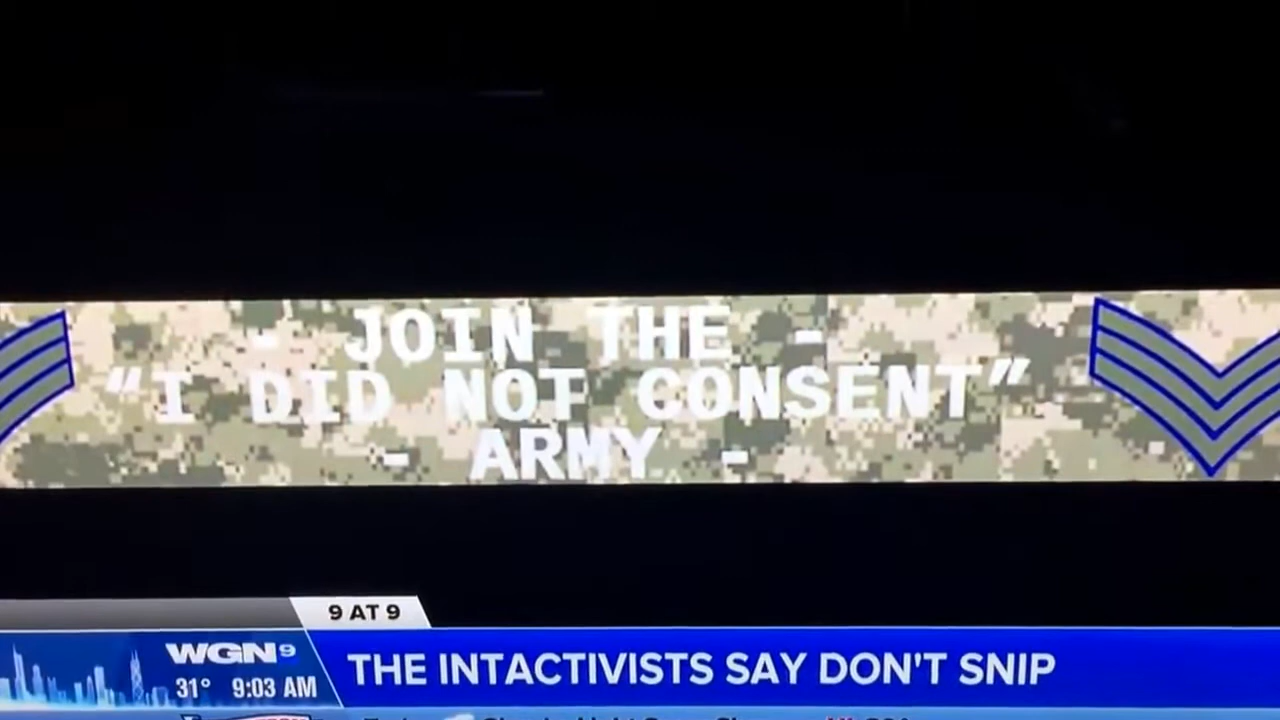 - JOIN THE -
“I DID NOT CONSENT”
- ARMY -
9 AT 9
WGN9
31° 9:03 AM
THE INTACTIVISTS SAY DON'T SNIP